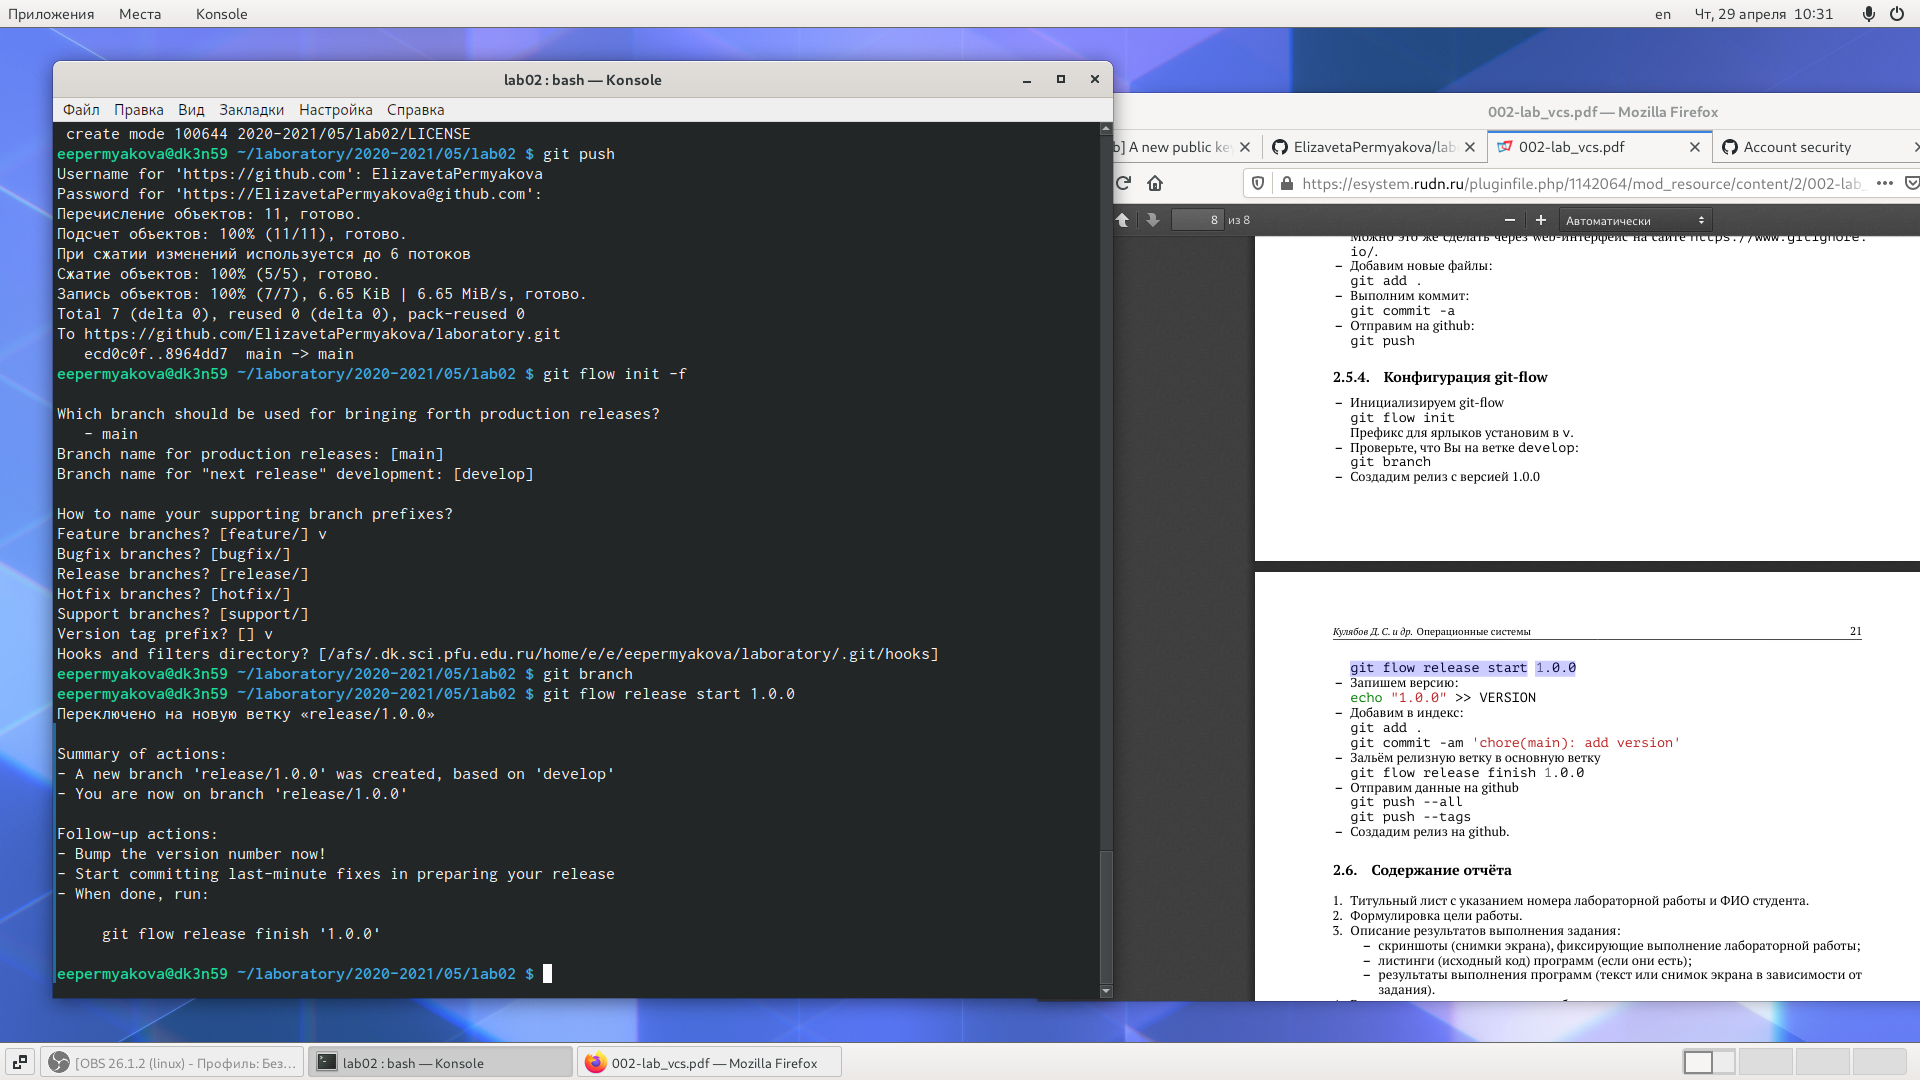 Приложения Места Konsole en Чт, 29 апреля 10:31
lab02 : bash — Konsole
Файл Правка Вид Закладки Настройка Справка
create mode 100644 2020-2021/05/lab02/LICENSE
eepermyakova@dk3n59 ~/laboratory/2020-2021/05/lab02 $ git push
Username for 'https://github.com': ElizavetaPermyakova
Password for 'https://ElizavetaPermyakova@github.com':
Перечисление объектов: 11, готово.
Подсчет объектов: 100% (11/11), готово.
При сжатии изменений используется до 6 потоков
Сжатие объектов: 100% (5/5), готово.
Запись объектов: 100% (7/7), 6.65 KiB | 6.65 MiB/s, готово.
Total 7 (delta 0), reused 0 (delta 0), pack-reused 0
To https://github.com/ElizavetaPermyakova/laboratory.git
ecd0c0f..8964dd7 main -> main
eepermyakova@dk3n59 ~/laboratory/2020-2021/05/lab02 $ git flow init -f
Which branch should be used for bringing forth production releases?
- main
Branch name for production releases: [main]
Branch name for "next release" development: [develop]
How to name your supporting branch prefixes?
Feature branches? [feature/] v
Bugfix branches? [bugfix/]
Release branches? [release/]
Hotfix branches? [hotfix/]
Support branches? [support/]
Version tag prefix? [] v
Hooks and filters directory? [/afs/.dk.sci.pfu.edu.ru/home/e/e/eepermyakova/laboratory/.git/hooks]
eepermyakova@dk3n59 ~/laboratory/2020-2021/05/lab02 $ git branch
eepermyakova@dk3n59 ~/laboratory/2020-2021/05/lab02 $ git flow release start 1.0.0
Переключено на новую ветку «release/1.0.0»
Summary of actions:
- A new branch 'release/1.0.0' was created, based on 'develop'
- You are now on branch 'release/1.0.0'
Follow-up actions:
- Bump the version number now!
- Start committing last-minute fixes in preparing your release
- When done, run:
git flow release finish '1.0.0'
eepermyakova@dk3n59 ~/laboratory/2020-2021/05/lab02 $
002-lab_vcs.pdf — Mozilla Firefox
b] A new public ke ElizavetaPermyakova/lab 002-lab_vcs.pdf Account security
https://esystem.rudn.ru/pluginfile.php/1142064/mod_resource/content/2/002-lab_
8 из 8 Автоматически
Можно это же сделать через web-интерфейс на сайте https://www.gitignore.
io/.
– Добавим новые файлы:
git add .
– Выполним коммит:
git commit -a
– Отправим на github:
git push
2.5.4. Конфигурация git-flow
– Инициализируем git-flow
git flow init
Префикс для ярлыков установим в v.
– Проверьте, что Вы на ветке develop:
git branch
– Создадим релиз с версией 1.0.0
Кулябов Д. С. и др. Операционные системы 21
git flow release start 1.0.0
– Запишем версию:
echo "1.0.0" >> VERSION
– Добавим в индекс:
git add .
git commit -am 'chore(main): add version'
– Зальём релизную ветку в основную ветку
git flow release finish 1.0.0
– Отправим данные на github
git push --all
git push --tags
– Создадим релиз на github.
2.6. Содержание отчёта
1. Титульный лист с указанием номера лабораторной работы и ФИО студента.
2. Формулировка цели работы.
3. Описание результатов выполнения задания:
– скриншоты (снимки экрана), фиксирующие выполнение лабораторной работы;
– листинги (исходный код) программ (если они есть);
– результаты выполнения программ (текст или снимок экрана в зависимости от
задания).
[OBS 26.1.2 (linux) - Профиль: Без… lab02 : bash — Konsole 002-lab_vcs.pdf — Mozilla Firefox